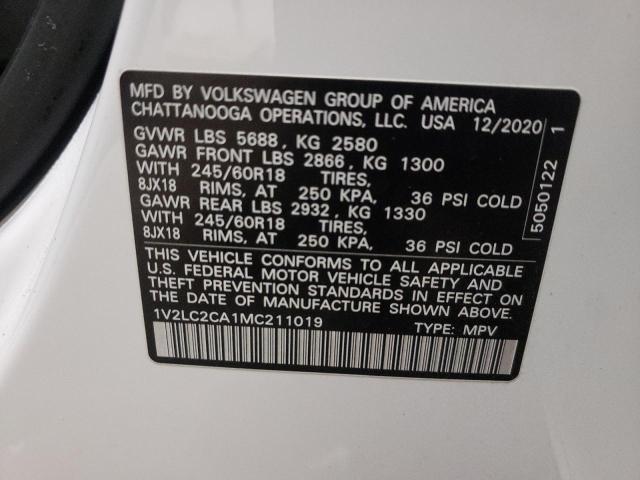 MFD BY VOLKSWAGEN GROUP OF AMERICA
CHATTANOOGA OPERATIONS, LLC. USA 12/2020
GVWR LBS 5688, KG 2580
GAWR FRONT LBS 2866, KG 1300
WITH 245/60R18 TIRES,
8JX18 RIMS, AT 250 KPA, 36 PSI COLD
GAWR REAR LBS 2932, KG 1330
WITH 245/60R18 TIRES,
8JX18 RIMS, AT 250 KPA, 36 PSI COLD
THIS VEHICLE CONFORMS TO ALL APPLICABLE
U.S. FEDERAL MOTOR VEHICLE SAFETY AND
THEFT PREVENTION STANDARDS IN EFFECT ON
THE DATE OF MANUFACTURE SHOWN ABOVE.
1V2LC2CA1MC211019 TYPE: MPV
5050122 1